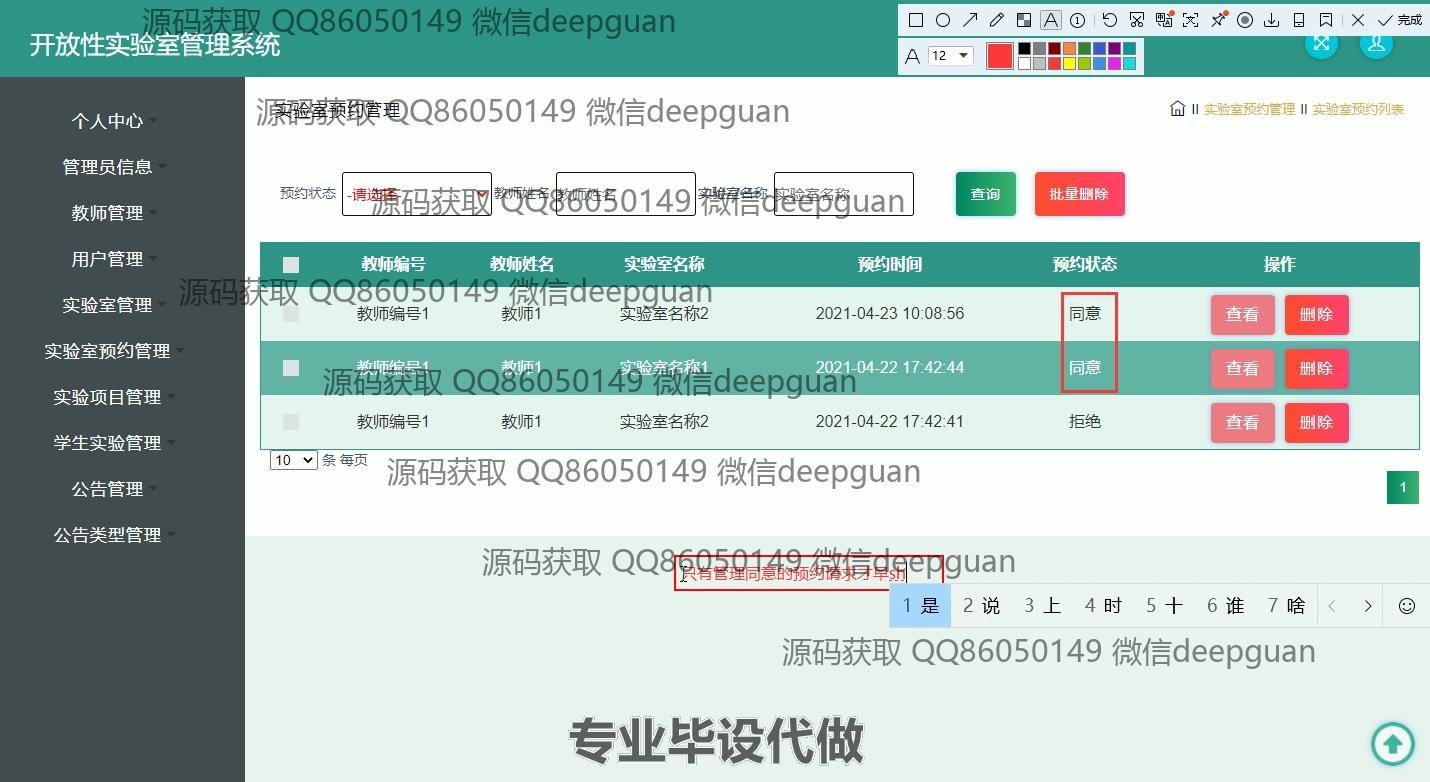 源码获取 QQ86050149 微信deepguan
完成
开放性实验室管理系统
A 12
源码获取 QQ86050149 微信deepguan
实验室预约管理
实验室预约管理 II 实验室预约列表
个人中心
管理员信息
教师管理
用户管理
实验室管理
实验室预约管理
实验项目管理
学生实验管理
公告管理
公告类型管理
预约状态 -请选择- 教师姓名 教师姓名 实验室名称 实验室名称 查询 批量删除
源码获取 QQ86050149 微信deepguan
教师编号 教师姓名 实验室名称 预约时间 预约状态 操作
源码获取 QQ86050149 微信deepguan
教师编号1 教师1 实验室名称2 2021-04-23 10:08:56 同意 查看 删除
教师编号1 教师1 实验室名称1 2021-04-22 17:42:44 同意 查看 删除
源码获取 QQ86050149 微信deepguan
教师编号1 教师1 实验室名称2 2021-04-22 17:42:41 拒绝 查看 删除
10 条 每页
源码获取 QQ86050149 微信deepguan
1
源码获取 QQ86050149 微信deepguan
只有管理同意的预约请求才早sh
1 是 2 说 3 上 4 时 5 十 6 谁 7 啥
源码获取 QQ86050149 微信deepguan
专业毕设代做